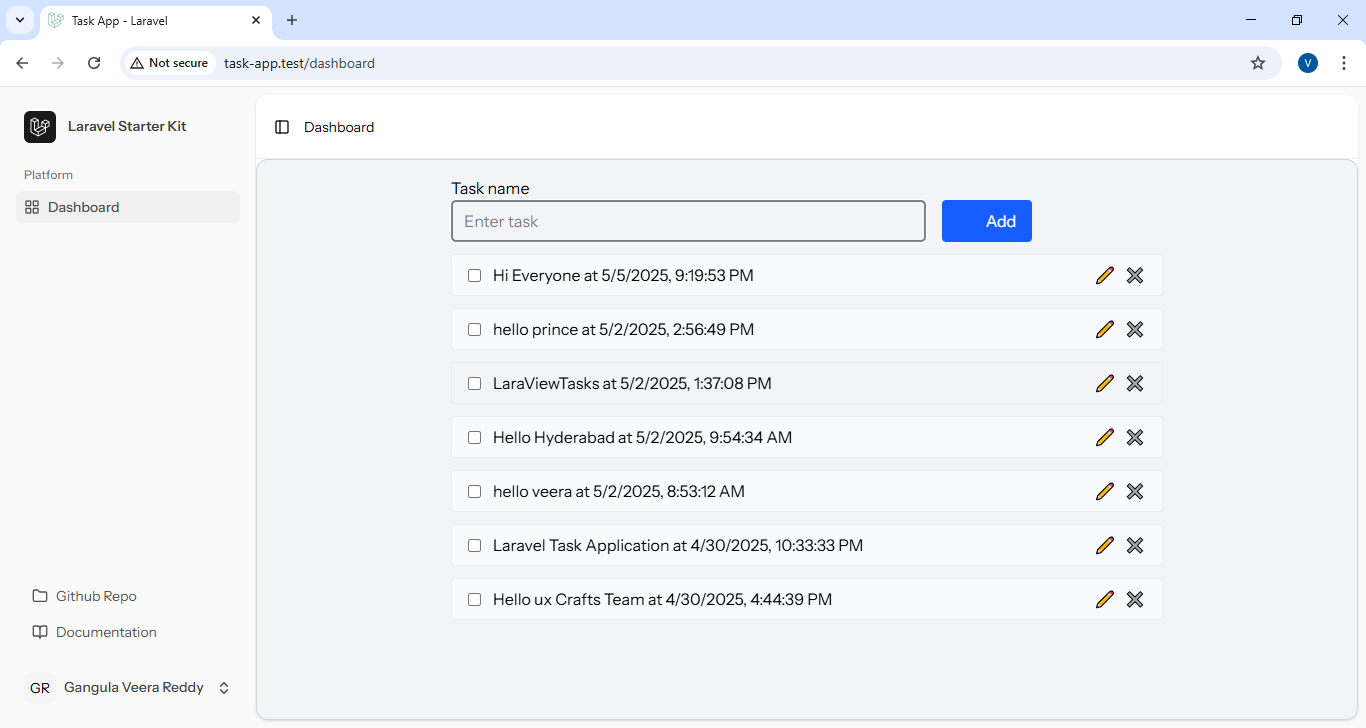 Task App - Laravel
Not secure
task-app.test/dashboard
V
Laravel Starter Kit
Platform
Dashboard
Github Repo
Documentation
GR
Gangula Veera Reddy
Dashboard
Task name
Enter task
Add
Hi Everyone at 5/5/2025, 9:19:53 PM
hello prince at 5/2/2025, 2:56:49 PM
LaraViewTasks at 5/2/2025, 1:37:08 PM
Hello Hyderabad at 5/2/2025, 9:54:34 AM
hello veera at 5/2/2025, 8:53:12 AM
Laravel Task Application at 4/30/2025, 10:33:33 PM
Hello ux Crafts Team at 4/30/2025, 4:44:39 PM